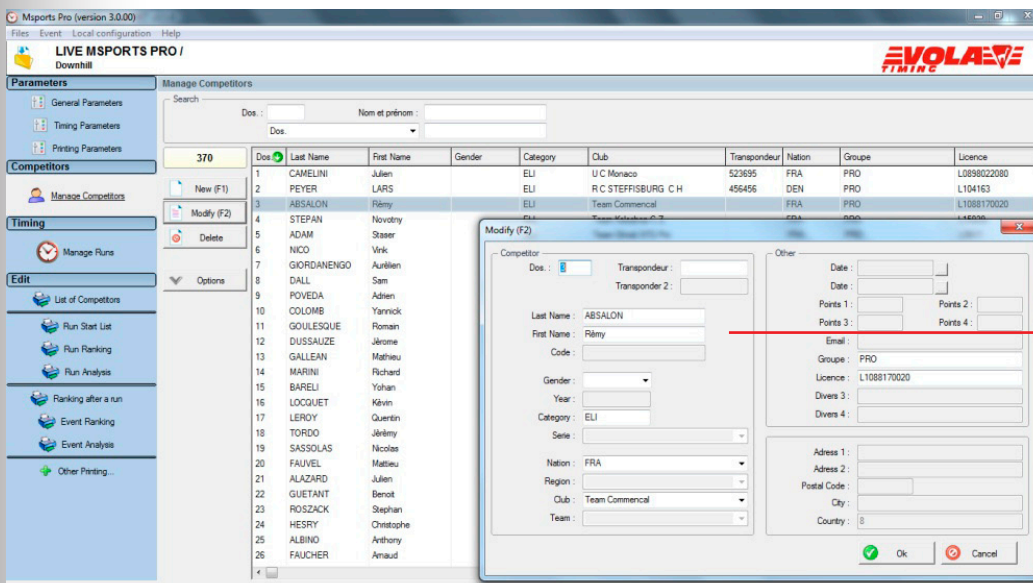 Msports Pro (version 3.0.00)
Files Event Local configuration Help
LIVE MSPORTS PRO /
Downhill
VOLA
TIMING
Parameters
General Parameters
Timing Parameters
Printing Parameters
Competitors
Manage Competitors
Timing
Manage Runs
Edit
List of Competitors
Run Start List
Run Ranking
Run Analysis
Ranking after a run
Event Ranking
Event Analysis
Other Printing...
Manage Competitors
Search
Dos. : Nom et prénom :
Dos.
370
New (F1)
Modify (F2)
Delete
Options
Dos. Last Name First Name Gender Category Club Transpondeur Nation Groupe Licence
1 CAMELINI Julien ELI U C Monaco 523695 FRA PRO L0898022080
2 PEYER LARS ELI R C STEFFISBURG C H 456456 DEN PRO L104163
3 ABSALON Rémy ELI Team Commencal FRA PRO L1088170020
4 STEPAN Novotny
5 ADAM Staser
6 NICO Vink
7 GIORDANENGO Aurélien
8 DALL Sam
9 POVEDA Adrien
10 COLOMB Yannick
11 GOULESQUE Romain
12 DUSSAUZE Jérome
13 GALLEAN Mathieu
14 MARINI Richard
15 BARELI Yohan
16 LOCQUET Kévin
17 LEROY Quentin
18 TORDO Jérémy
19 SASSOLAS Nicolas
20 FAUVEL Mattieu
21 ALAZARD Julien
22 GUETANT Benoit
23 ROSZACK Stephan
24 HESRY Christophe
25 ALBINO Anthony
26 FAUCHER Arnaud
Modify (F2)
Competitor
Dos. : 3 Transpondeur :
Transponder 2 :
Last Name : ABSALON
First Name : Rémy
Code :
Gender :
Year :
Category : ELI
Serie :
Nation : FRA
Region :
Club : Team Commencal
Team :
Other
Date :
Date :
Points 1 : Points 2 :
Points 3 : Points 4 :
Email :
Groupe : PRO
Licence : L1088170020
Divers 3 :
Divers 4 :
Adress 1 :
Adress 2 :
Postal Code :
City :
Country : 8
Ok Cancel